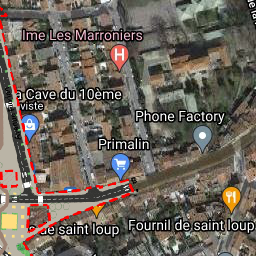 Ime Les Marroniers
a Cave du 10ème
viste
Phone Factory
Primalin
de saint loup
Fournil de saint loup